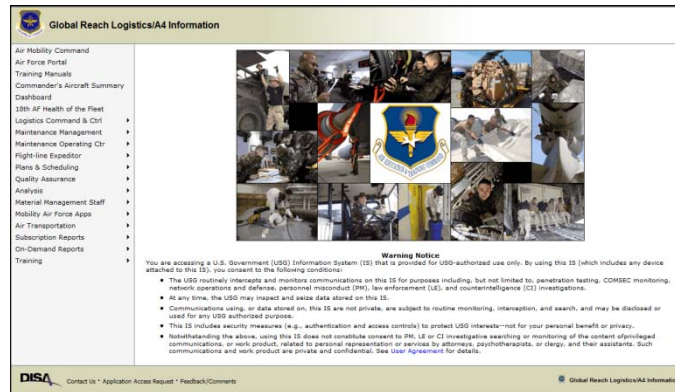 Global Reach Logistics/A4 Information
Air Mobility Command
Air Force Portal
Training Manuals
Commander's Aircraft Summary
Dashboard
18th AF Health of the Fleet
Logistics Command & Ctrl
Maintenance Management
Maintenance Operating Ctr
Flight-line Expeditor
Plans & Scheduling
Quality Assurance
Analysis
Material Management Staff
Mobility Air Force Apps
Air Transportation
Subscription Reports
On-Demand Reports
Training
AIR EDUCATION & TRAINING COMMAND
Warning Notice
You are accessing a U.S. Government (USG) Information System (IS) that is provided for USG-authorized use only. By using this IS (which includes any device
attached to this IS), you consent to the following conditions:
• The USG routinely intercepts and monitors communications on this IS for purposes including, but not limited to, penetration testing, COMSEC monitoring,
network operations and defense, personnel misconduct (PM), law enforcement (LE), and counterintelligence (CI) investigations.
• At any time, the USG may inspect and seize data stored on this IS.
• Communications using, or data stored on, this IS are not private, are subject to routine monitoring, interception, and search, and may be disclosed or
used for any USG authorized purpose.
• This IS includes security measures (e.g., authentication and access controls) to protect USG interests--not for your personal benefit or privacy.
• Notwithstanding the above, using this IS does not constitute consent to PM, LE or CI investigative searching or monitoring of the content ofprivileged
communications, or work product, related to personal representation or services by attorneys, psychotherapists, or clergy, and their assistants. Such
communications and work product are private and confidential. See User Agreement for details.
DISA Contact Us * Application Access Request * Feedback/Comments
Global Reach Logistics/A4 Informatio